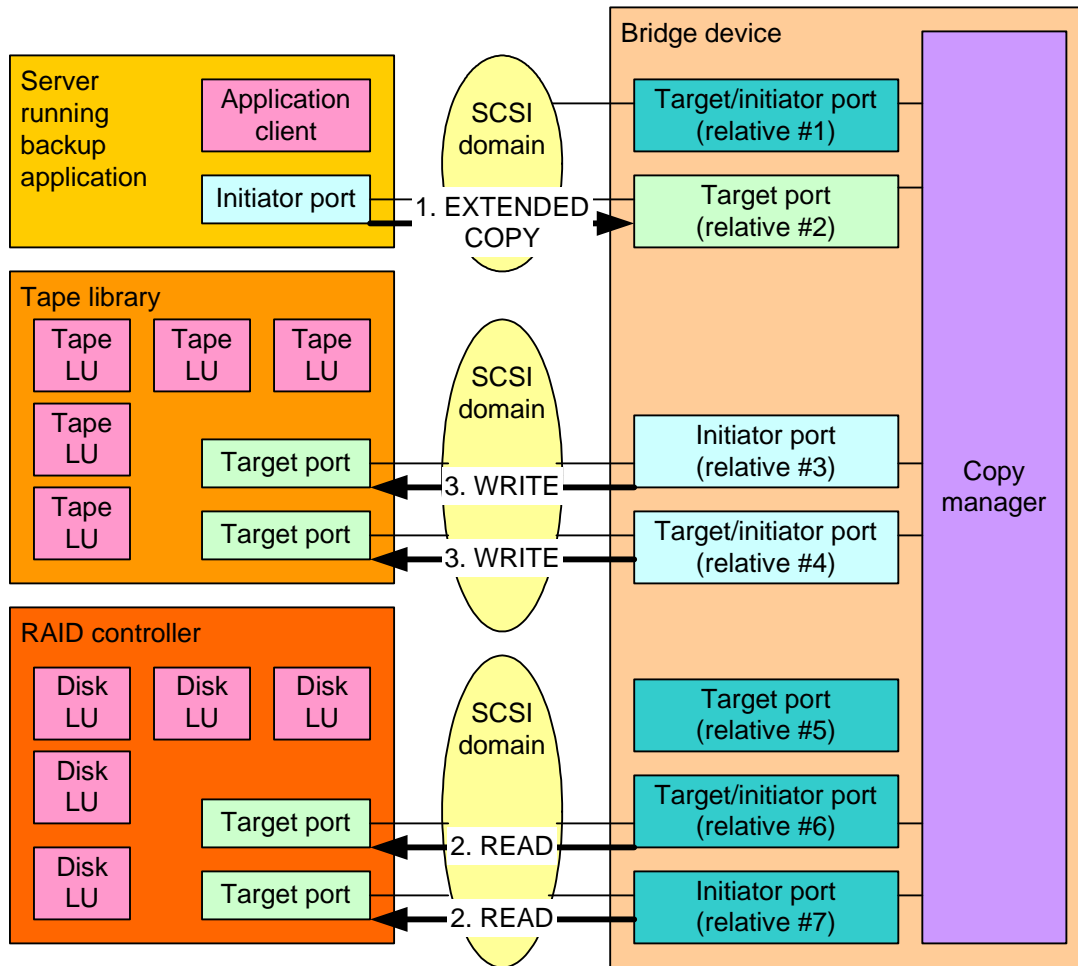 Bridge device
Server
running
backup
application
Application
client
Initiator port
SCSI
domain
1. EXTENDED
COPY
Target/initiator port
(relative #1)
Target port
(relative #2)
Tape library
Tape
LU
Tape
LU
Tape
LU
Tape
LU
Tape
LU
Target port
Target port
SCSI
domain
3. WRITE
3. WRITE
Initiator port
(relative #3)
Target/initiator port
(relative #4)
Copy
manager
RAID controller
Disk
LU
Disk
LU
Disk
LU
Disk
LU
Disk
LU
Target port
Target port
SCSI
domain
2. READ
2. READ
Target port
(relative #5)
Target/initiator port
(relative #6)
Initiator port
(relative #7)